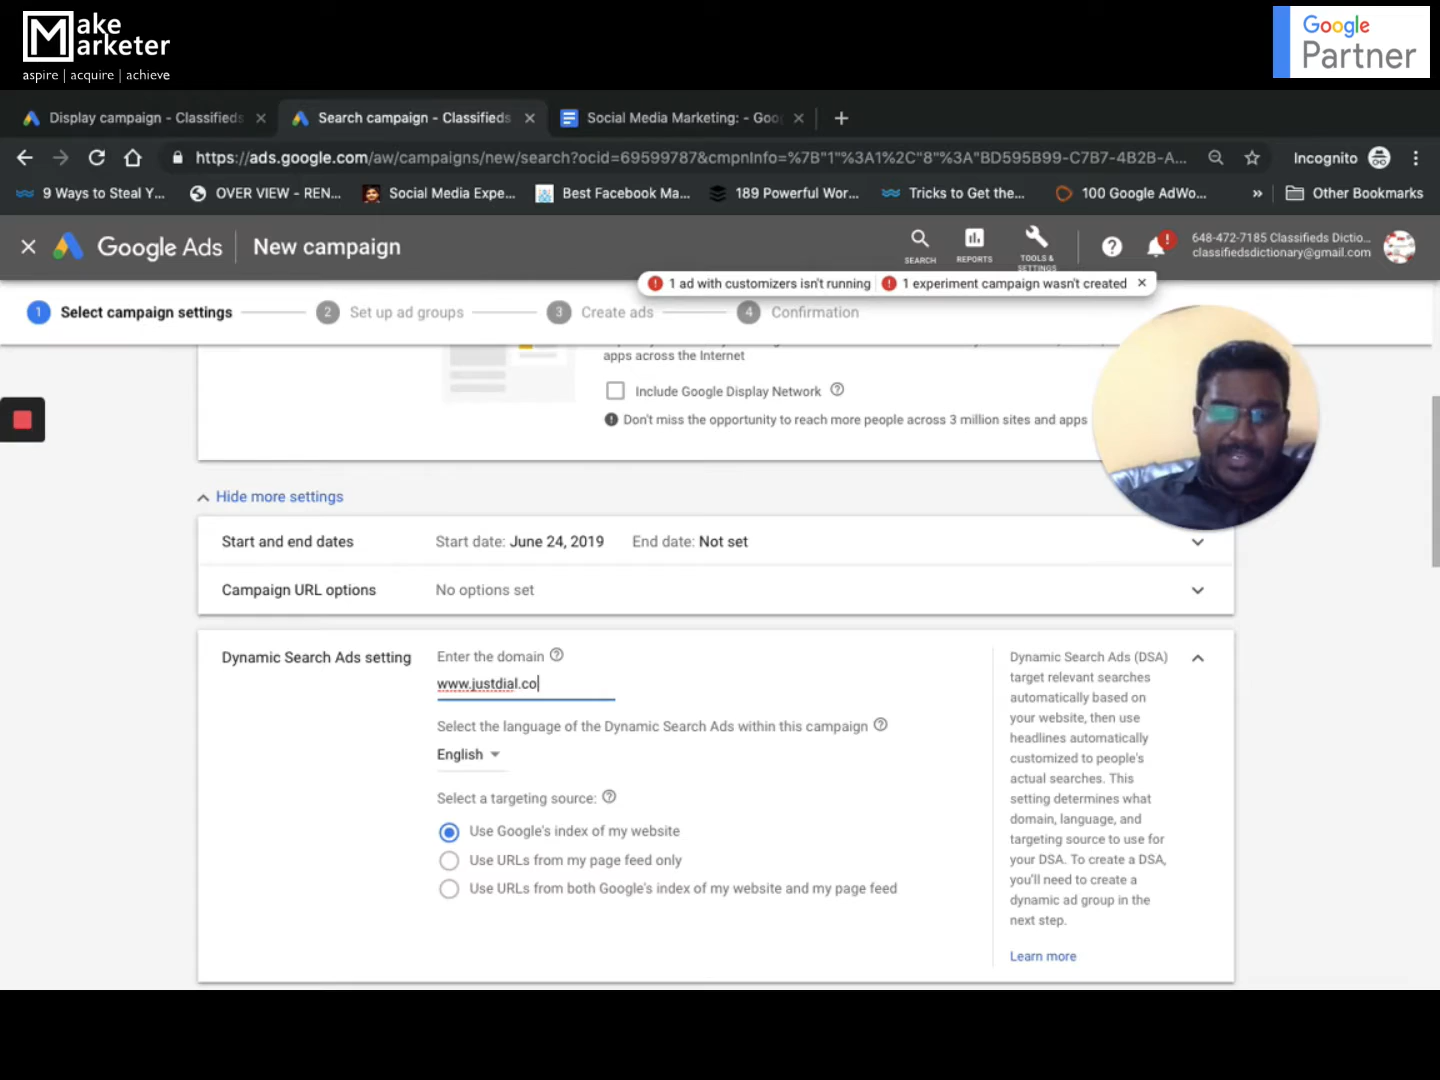 Make
Marketer
aspire | acquire | achieve
Google
Partner
Display campaign - Classifieds
Search campaign - Classifieds
Social Media Marketing: - Goo
https://ads.google.com/aw/campaigns/new/search?ocid=69599787&cmpnInfo=%7B"1"%3A1%2C"8"%3A"BD595B99-C7B7-4B2B-A...
Incognito
9 Ways to Steal Y...
OVER VIEW - REN...
Social Media Expe...
Best Facebook Ma...
189 Powerful Wor...
Tricks to Get the...
100 Google AdWo...
»
Other Bookmarks
Google Ads
New campaign
SEARCH
REPORTS
TOOLS &
SETTINGS
648-472-7185 Classifieds Dictio...
classifiedsdictionary@gmail.com
1 ad with customizers isn't running
1 experiment campaign wasn't created
1 Select campaign settings
2 Set up ad groups
3 Create ads
4 Confirmation
apps across the Internet
Include Google Display Network
Don't miss the opportunity to reach more people across 3 million sites and apps
Hide more settings
Start and end dates
Start date: June 24, 2019
End date: Not set
Campaign URL options
No options set
Dynamic Search Ads setting
Enter the domain
www.justdial.co
Select the language of the Dynamic Search Ads within this campaign
English
Select a targeting source:
Use Google's index of my website
Use URLs from my page feed only
Use URLs from both Google's index of my website and my page feed
Dynamic Search Ads (DSA)
target relevant searches
automatically based on
your website, then use
headlines automatically
customized to people's
actual searches. This
setting determines what
domain, language, and
targeting source to use for
your DSA. To create a DSA,
you'll need to create a
dynamic ad group in the
next step.
Learn more